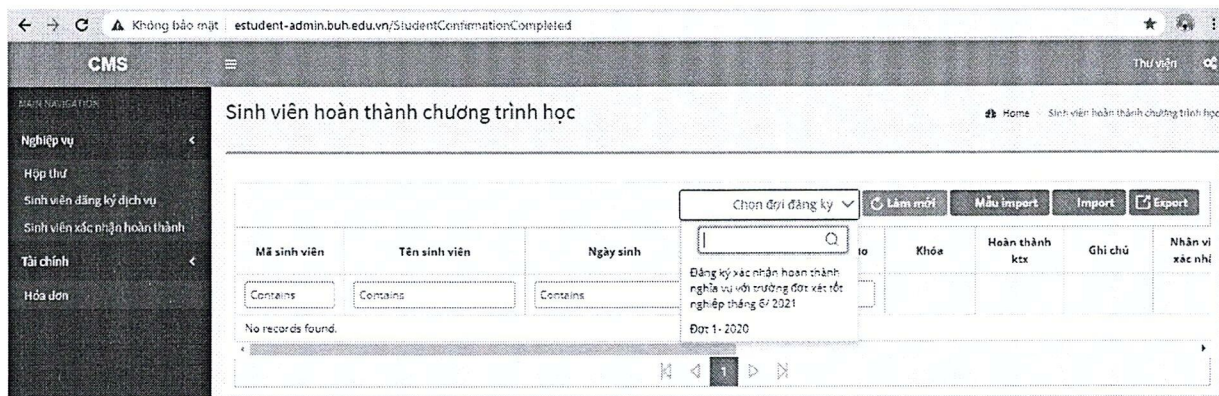 Không bảo mật estudent-admin.buh.edu.vn/StudentConfirmationCompleted
CMS
Thư viện
MAIN NAVIGATION
Sinh viên hoàn thành chương trình học
Home Sinh viên hoàn thành chương trình học
Nghiệp vụ
Hộp thư
Sinh viên đăng ký dịch vụ
Sinh viên xác nhận hoàn thành
Tài chính
Hóa đơn
Chọn đợi đăng ký Làm mới Mẫu import Import Export
Mã sinh viên Tên sinh viên Ngày sinh Khóa Hoàn thành ktx Ghi chú
Contains Contains Contains
Đăng ký xác nhận hoàn thành
nghĩa vụ với trường đợt xét tốt
nghiệp tháng 6/ 2021
Đợt 1- 2020
No records found.
1